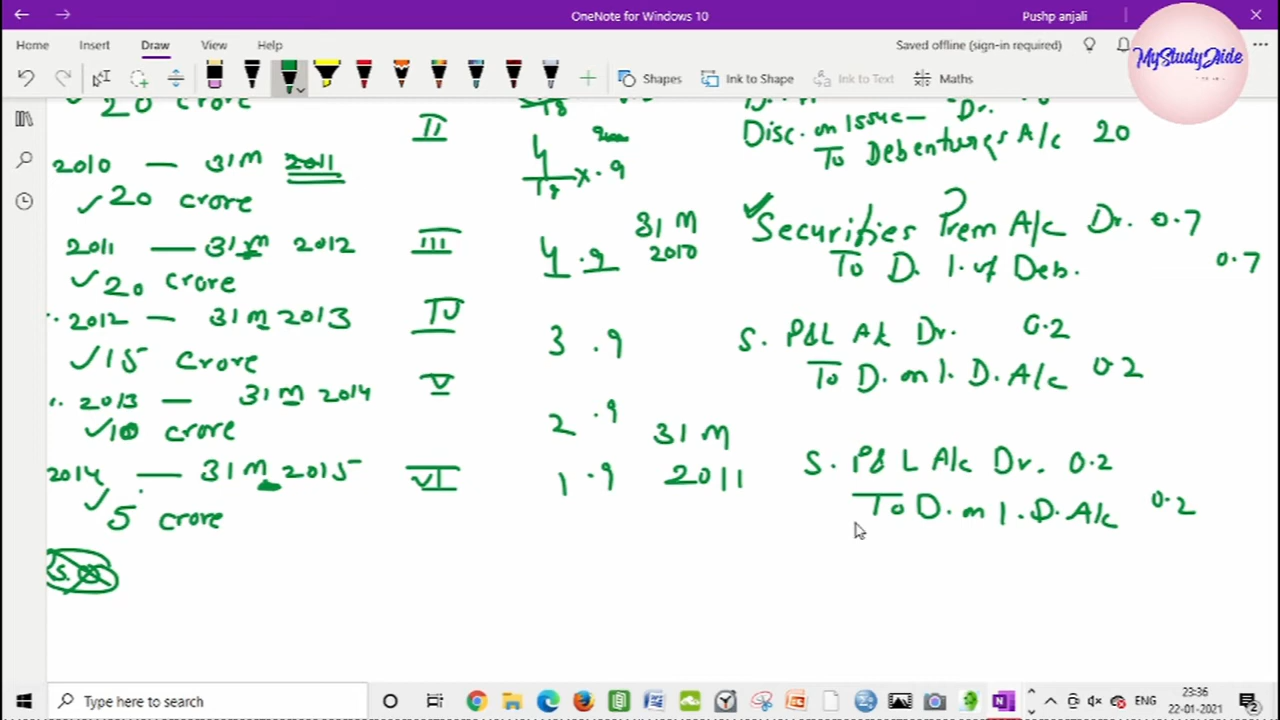 OneNote for Windows 10
Pushp anjali
Home Insert Draw View Help
Saved offline (sign-in required)
MyStudyAide
Shapes Ink to Shape Ink to Text Maths
20 crore
II
Disc. on Issue — Dr.
To Debentures A/c 20
2010 — 31 M 2011
4
18 x .9
20 crore
Securities Prem A/c Dr. 0.7
To D. I. of Deb. 0.7
2011 — 31 M 2012
III
4 .9
31 M
2010
20 crore
2012 — 31 M 2013
IV
15 crore
3 .9
S. P&L A/c Dr. 0.2
To D. on I. D. A/c 0.2
2013 — 31 M 2014
V
10 crore
2 .9
31 M
2011
2014 — 31 M 2015
VI
1 .9
5 crore
S. P&L A/c Dr. 0.2
To D. on I. D. A/c 0.2
Type here to search
ENG
23:36
22-01-2021